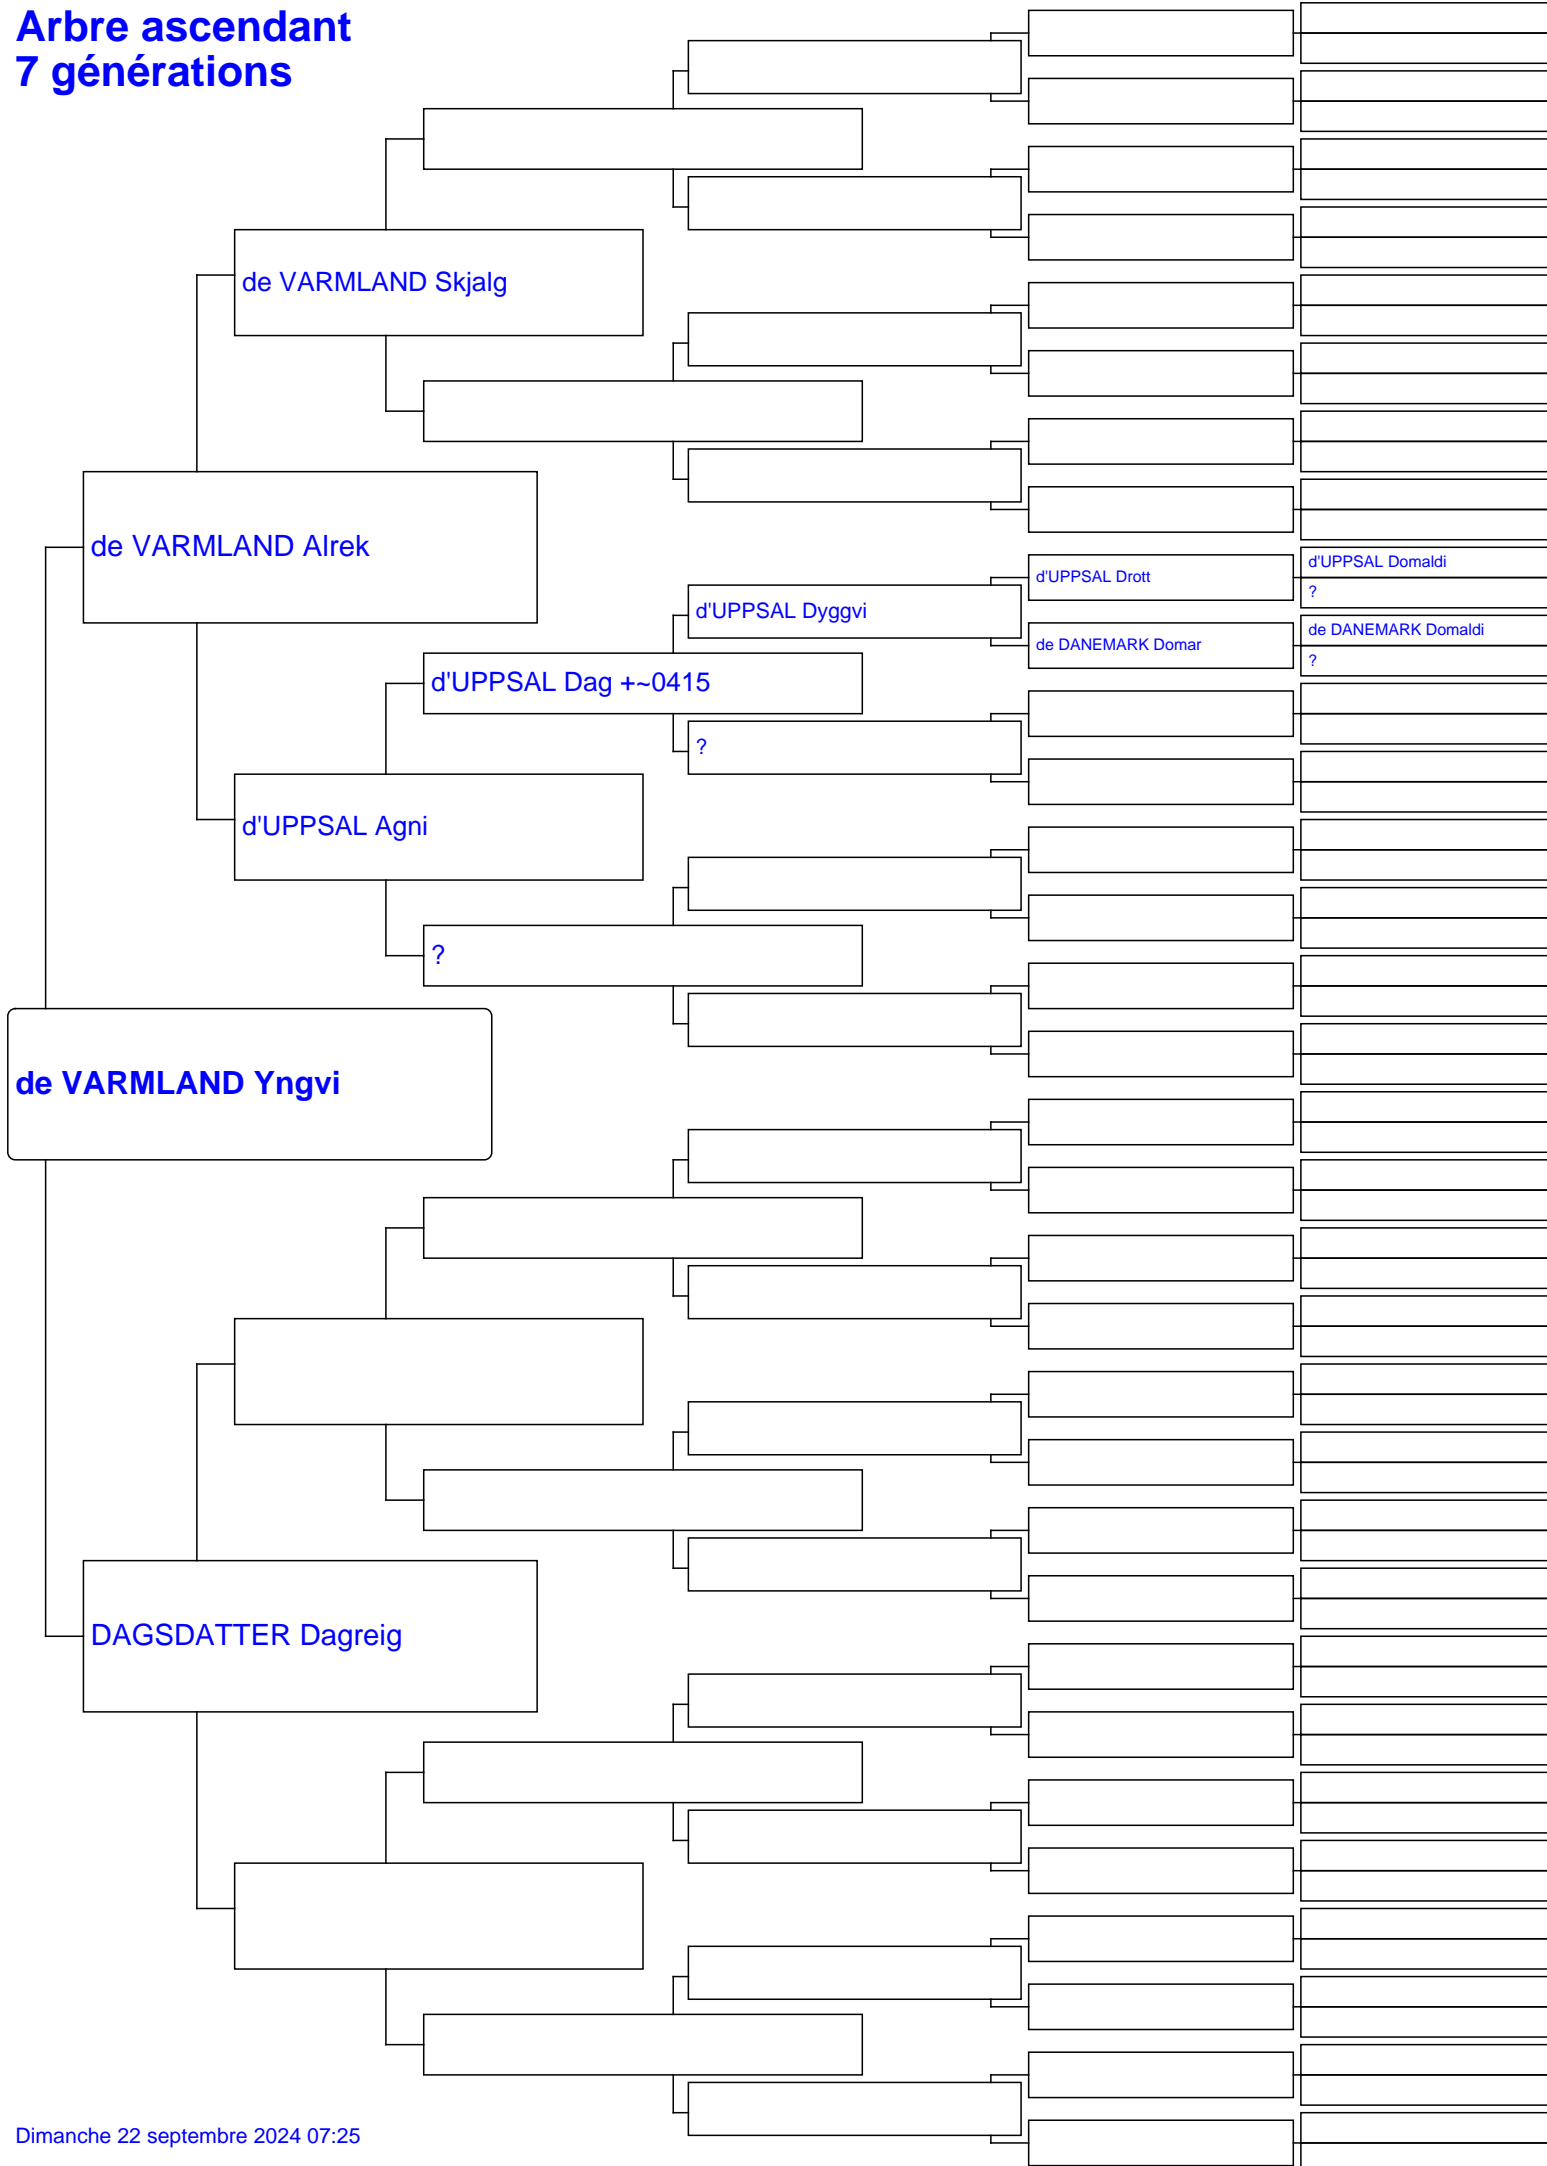 Arbre ascendant
7 générations
de VARMLAND Skjalg
de VARMLAND Alrek
d'UPPSAL Domaldi
d'UPPSAL Drott
?
d'UPPSAL Dyggvi
de DANEMARK Domaldi
de DANEMARK Domar
?
d'UPPSAL Dag +~0415
?
d'UPPSAL Agni
?
de VARMLAND Yngvi
DAGSDATTER Dagreig
Dimanche 22 septembre 2024 07:25